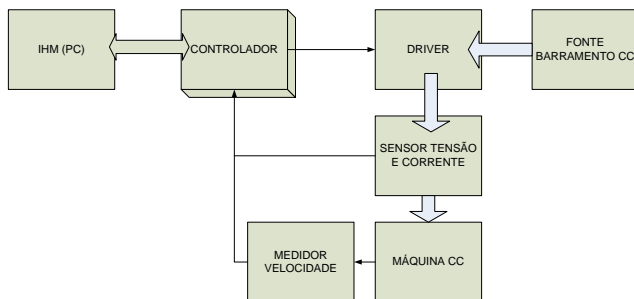 IHM (PC)
CONTROLADOR
DRIVER
FONTE
BARRAMENTO CC
SENSOR TENSÃO
E CORRENTE
MEDIDOR
VELOCIDADE
MÁQUINA CC